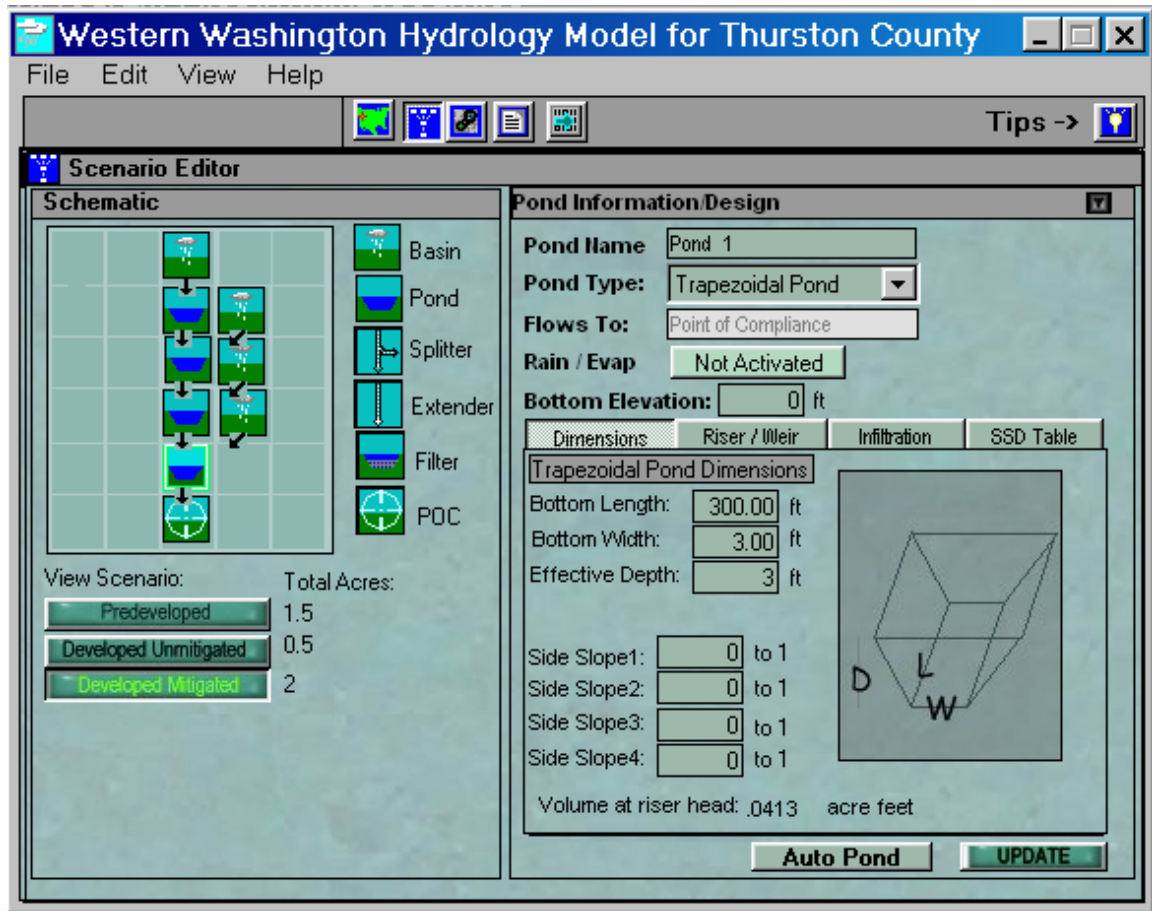 Western Washington Hydrology Model for Thurston County
File Edit View Help
Tips ->
Scenario Editor
Schematic
Basin
Pond
Splitter
Extender
Filter
POC
View Scenario: Total Acres:
Predeveloped 1.5
Developed Unmitigated 0.5
Developed Mitigated 2
Pond Information/Design
Pond Name Pond 1
Pond Type: Trapezoidal Pond
Flows To: Point of Compliance
Rain / Evap Not Activated
Bottom Elevation: 0 ft
Dimensions Riser / Weir Infiltration SSD Table
Trapezoidal Pond Dimensions
Bottom Length: 300.00 ft
Bottom Width: 3.00 ft
Effective Depth: 3 ft
Side Slope1: 0 to 1
Side Slope2: 0 to 1
Side Slope3: 0 to 1
Side Slope4: 0 to 1
D L
W
Volume at riser head: .0413 acre feet
Auto Pond UPDATE